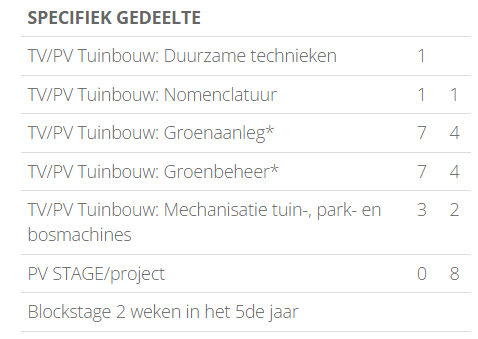 SPECIFIEK GEDEELTE
TV/PV Tuinbouw: Duurzame technieken 1
TV/PV Tuinbouw: Nomenclatuur 1 1
TV/PV Tuinbouw: Groenaanleg* 7 4
TV/PV Tuinbouw: Groenbeheer* 7 4
TV/PV Tuinbouw: Mechanisatie tuin-, park- en 3 2
bosmachines
PV STAGE/project 0 8
Blockstage 2 weken in het 5de jaar